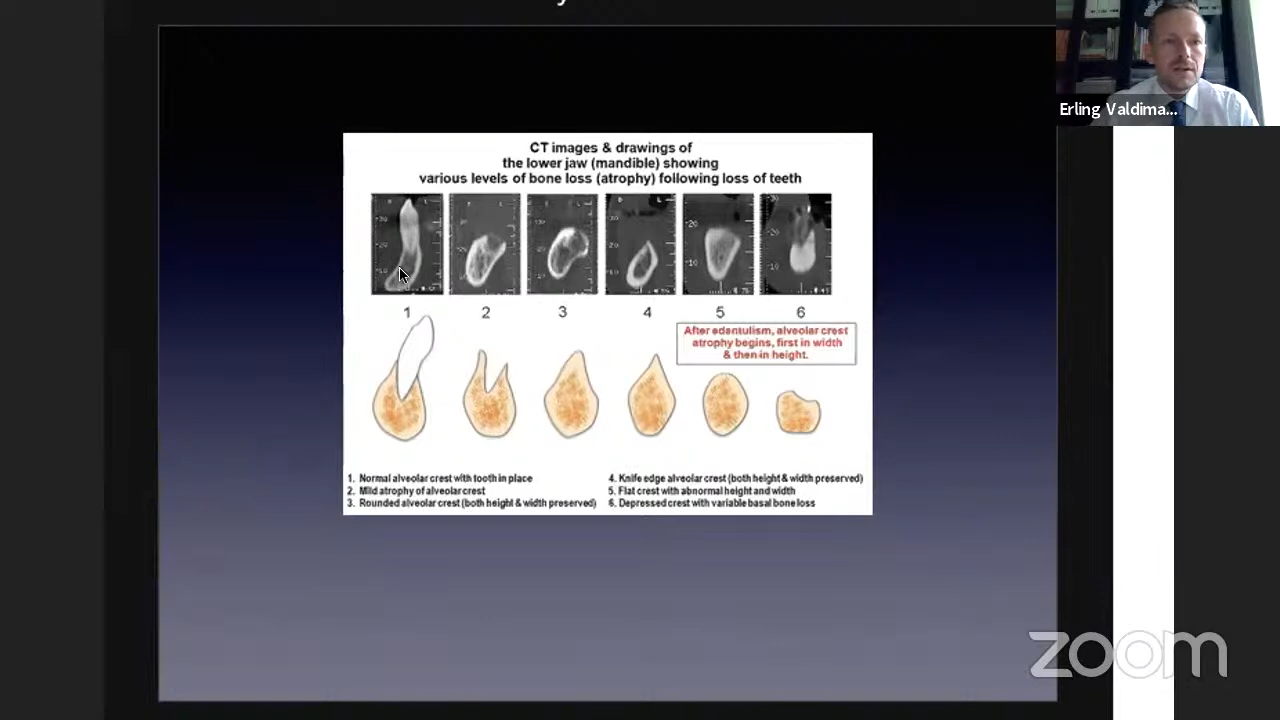 Erling Valdima...
CT images & drawings of
the lower jaw (mandible) showing
various levels of bone loss (atrophy) following loss of teeth
1 2 3 4 5 6
After edantulism, alveolar crest
atrophy begins, first in width
& then in height.
1. Normal alveolar crest with tooth in place
2. Mild atrophy of alveolar crest
3. Rounded alveolar crest (both height & width preserved)
4. Knife edge alveolar crest (both height & width preserved)
5. Flat crest with abnormal height and width
6. Depressed crest with variable basal bone loss
zoom